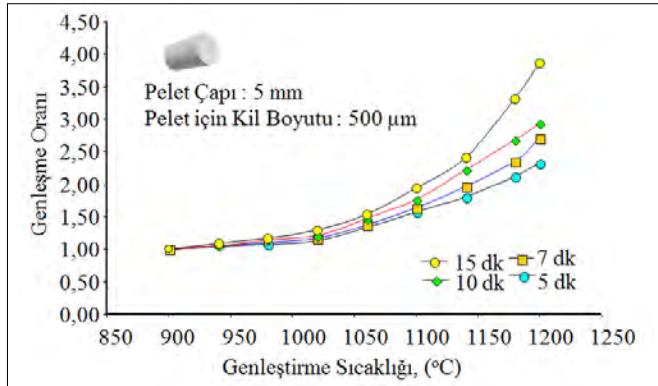 4,50
4,00
3,50
3,00
2,50
2,00
1,50
1,00
0,50
0,00
Genleşme Oranı
Pelet Çapı : 5 mm
Pelet için Kil Boyutu : 500 µm
15 dk
7 dk
10 dk
5 dk
850 900 950 1000 1050 1100 1150 1200 1250
Genleştirme Sıcaklığı, (ºC)